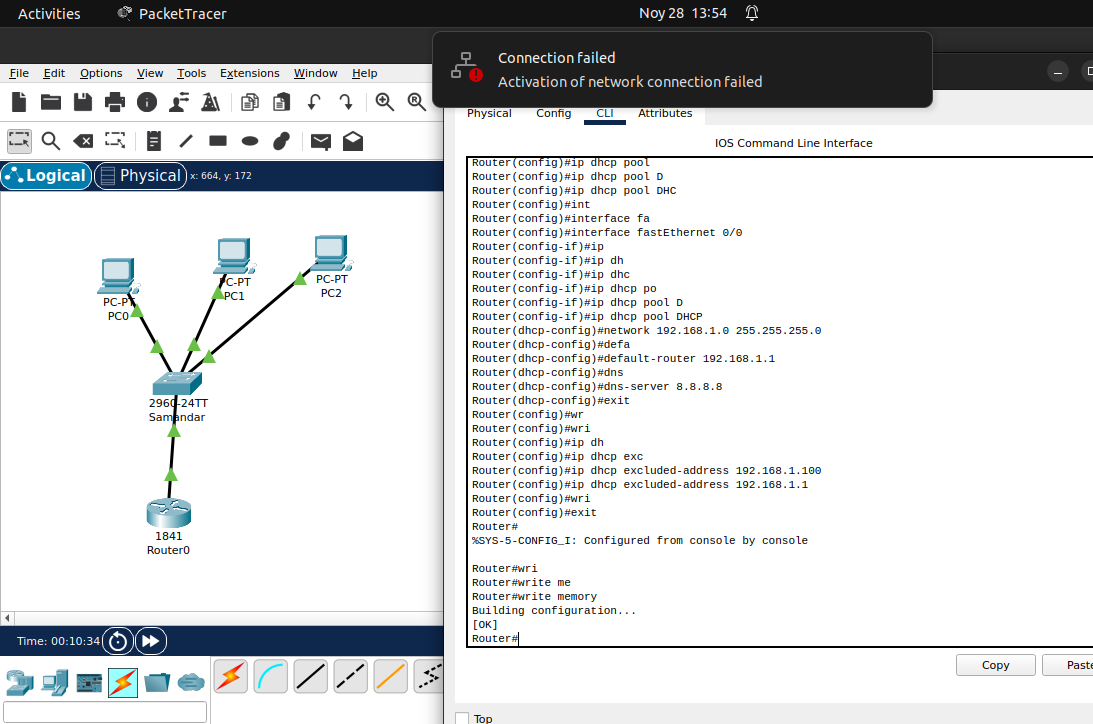 Activities PacketTracer Noy 28 13:54
Connection failed
Activation of network connection failed
File Edit Options View Tools Extensions Window Help
Physical Config CLI Attributes
IOS Command Line Interface
Logical Physical x: 664, y: 172
PC-PT
PC0
PC-PT
PC1
PC-PT
PC2
2960-24TT
Samandar
1841
Router0
Router(config)#ip dhcp pool
Router(config)#ip dhcp pool D
Router(config)#ip dhcp pool DHC
Router(config)#int
Router(config)#interface fa
Router(config)#interface fastEthernet 0/0
Router(config-if)#ip
Router(config-if)#ip dh
Router(config-if)#ip dhc
Router(config-if)#ip dhcp po
Router(config-if)#ip dhcp pool D
Router(config-if)#ip dhcp pool DHCP
Router(dhcp-config)#network 192.168.1.0 255.255.255.0
Router(dhcp-config)#defa
Router(dhcp-config)#default-router 192.168.1.1
Router(dhcp-config)#dns
Router(dhcp-config)#dns-server 8.8.8.8
Router(dhcp-config)#exit
Router(config)#wr
Router(config)#wri
Router(config)#ip dh
Router(config)#ip dhcp exc
Router(config)#ip dhcp excluded-address 192.168.1.100
Router(config)#ip dhcp excluded-address 192.168.1.1
Router(config)#wri
Router(config)#exit
Router#
%SYS-5-CONFIG_I: Configured from console by console
Router#wri
Router#write me
Router#write memory
Building configuration...
[OK]
Router#
Time: 00:10:34
Copy Paste
Top